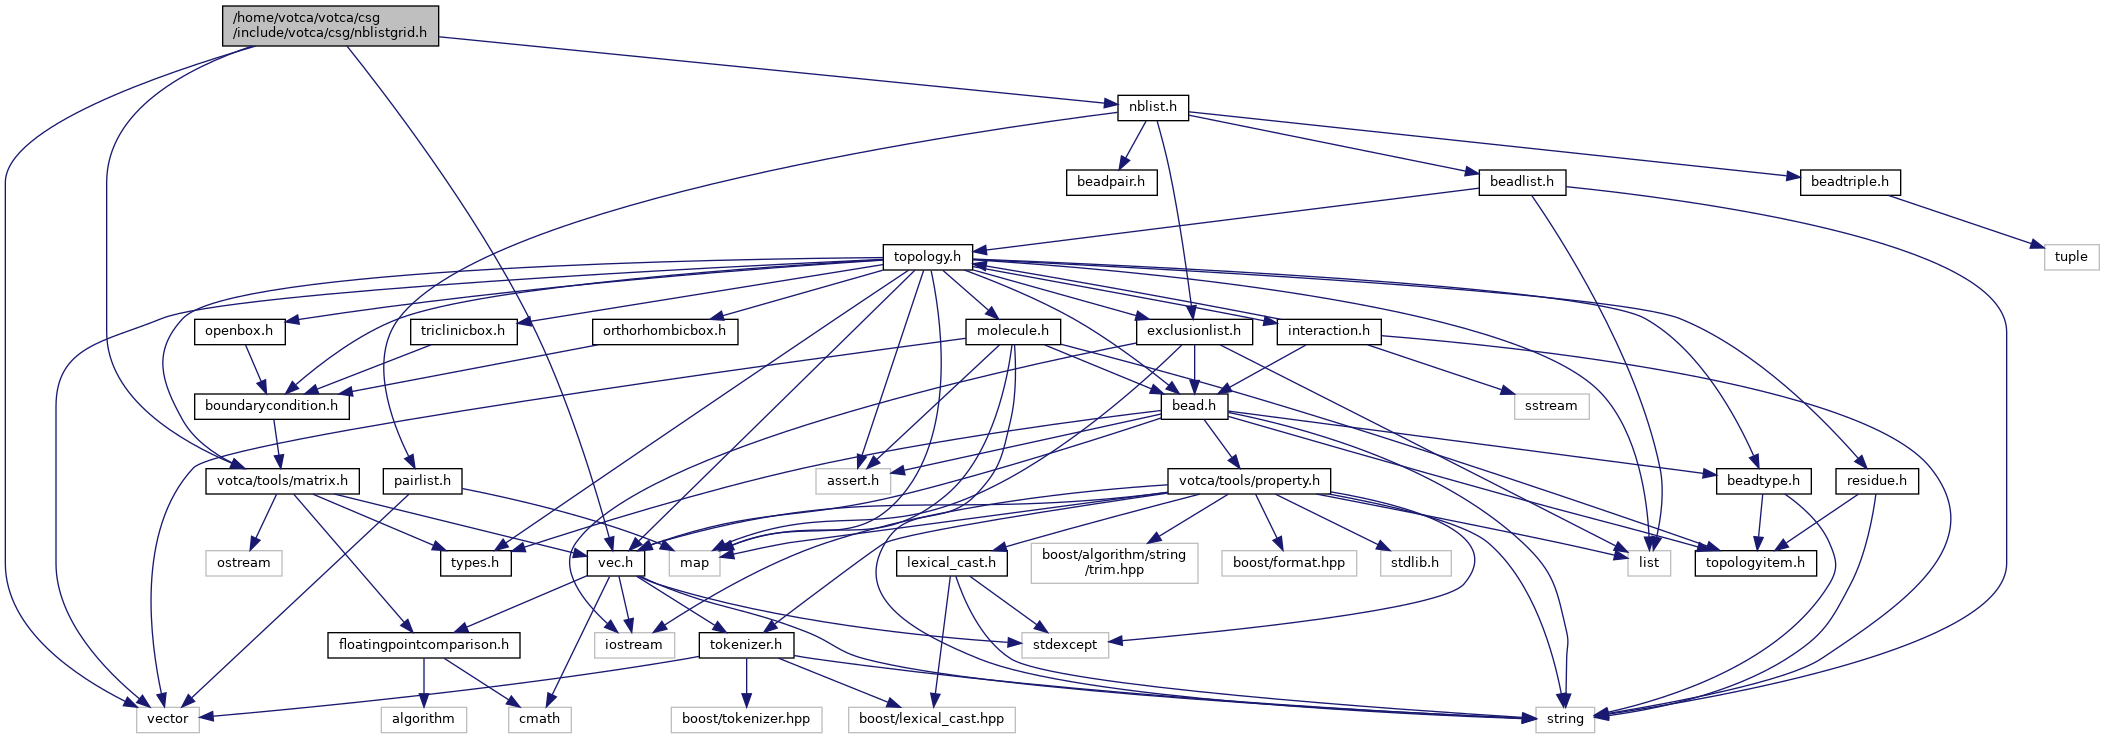 /home/votca/votca/csg
/include/votca/csg/nblistgrid.h
nblist.h
beadpair.h
beadlist.h
beadtriple.h
topology.h
tuple
openbox.h
triclinicbox.h
orthorhombicbox.h
molecule.h
exclusionlist.h
interaction.h
boundarycondition.h
bead.h
sstream
votca/tools/matrix.h
pairlist.h
assert.h
votca/tools/property.h
beadtype.h
residue.h
ostream
types.h
vec.h
map
lexical_cast.h
boost/algorithm/string
/trim.hpp
boost/format.hpp
stdlib.h
list
topologyitem.h
floatingpointcomparison.h
iostream
tokenizer.h
stdexcept
vector
algorithm
cmath
boost/tokenizer.hpp
boost/lexical_cast.hpp
string